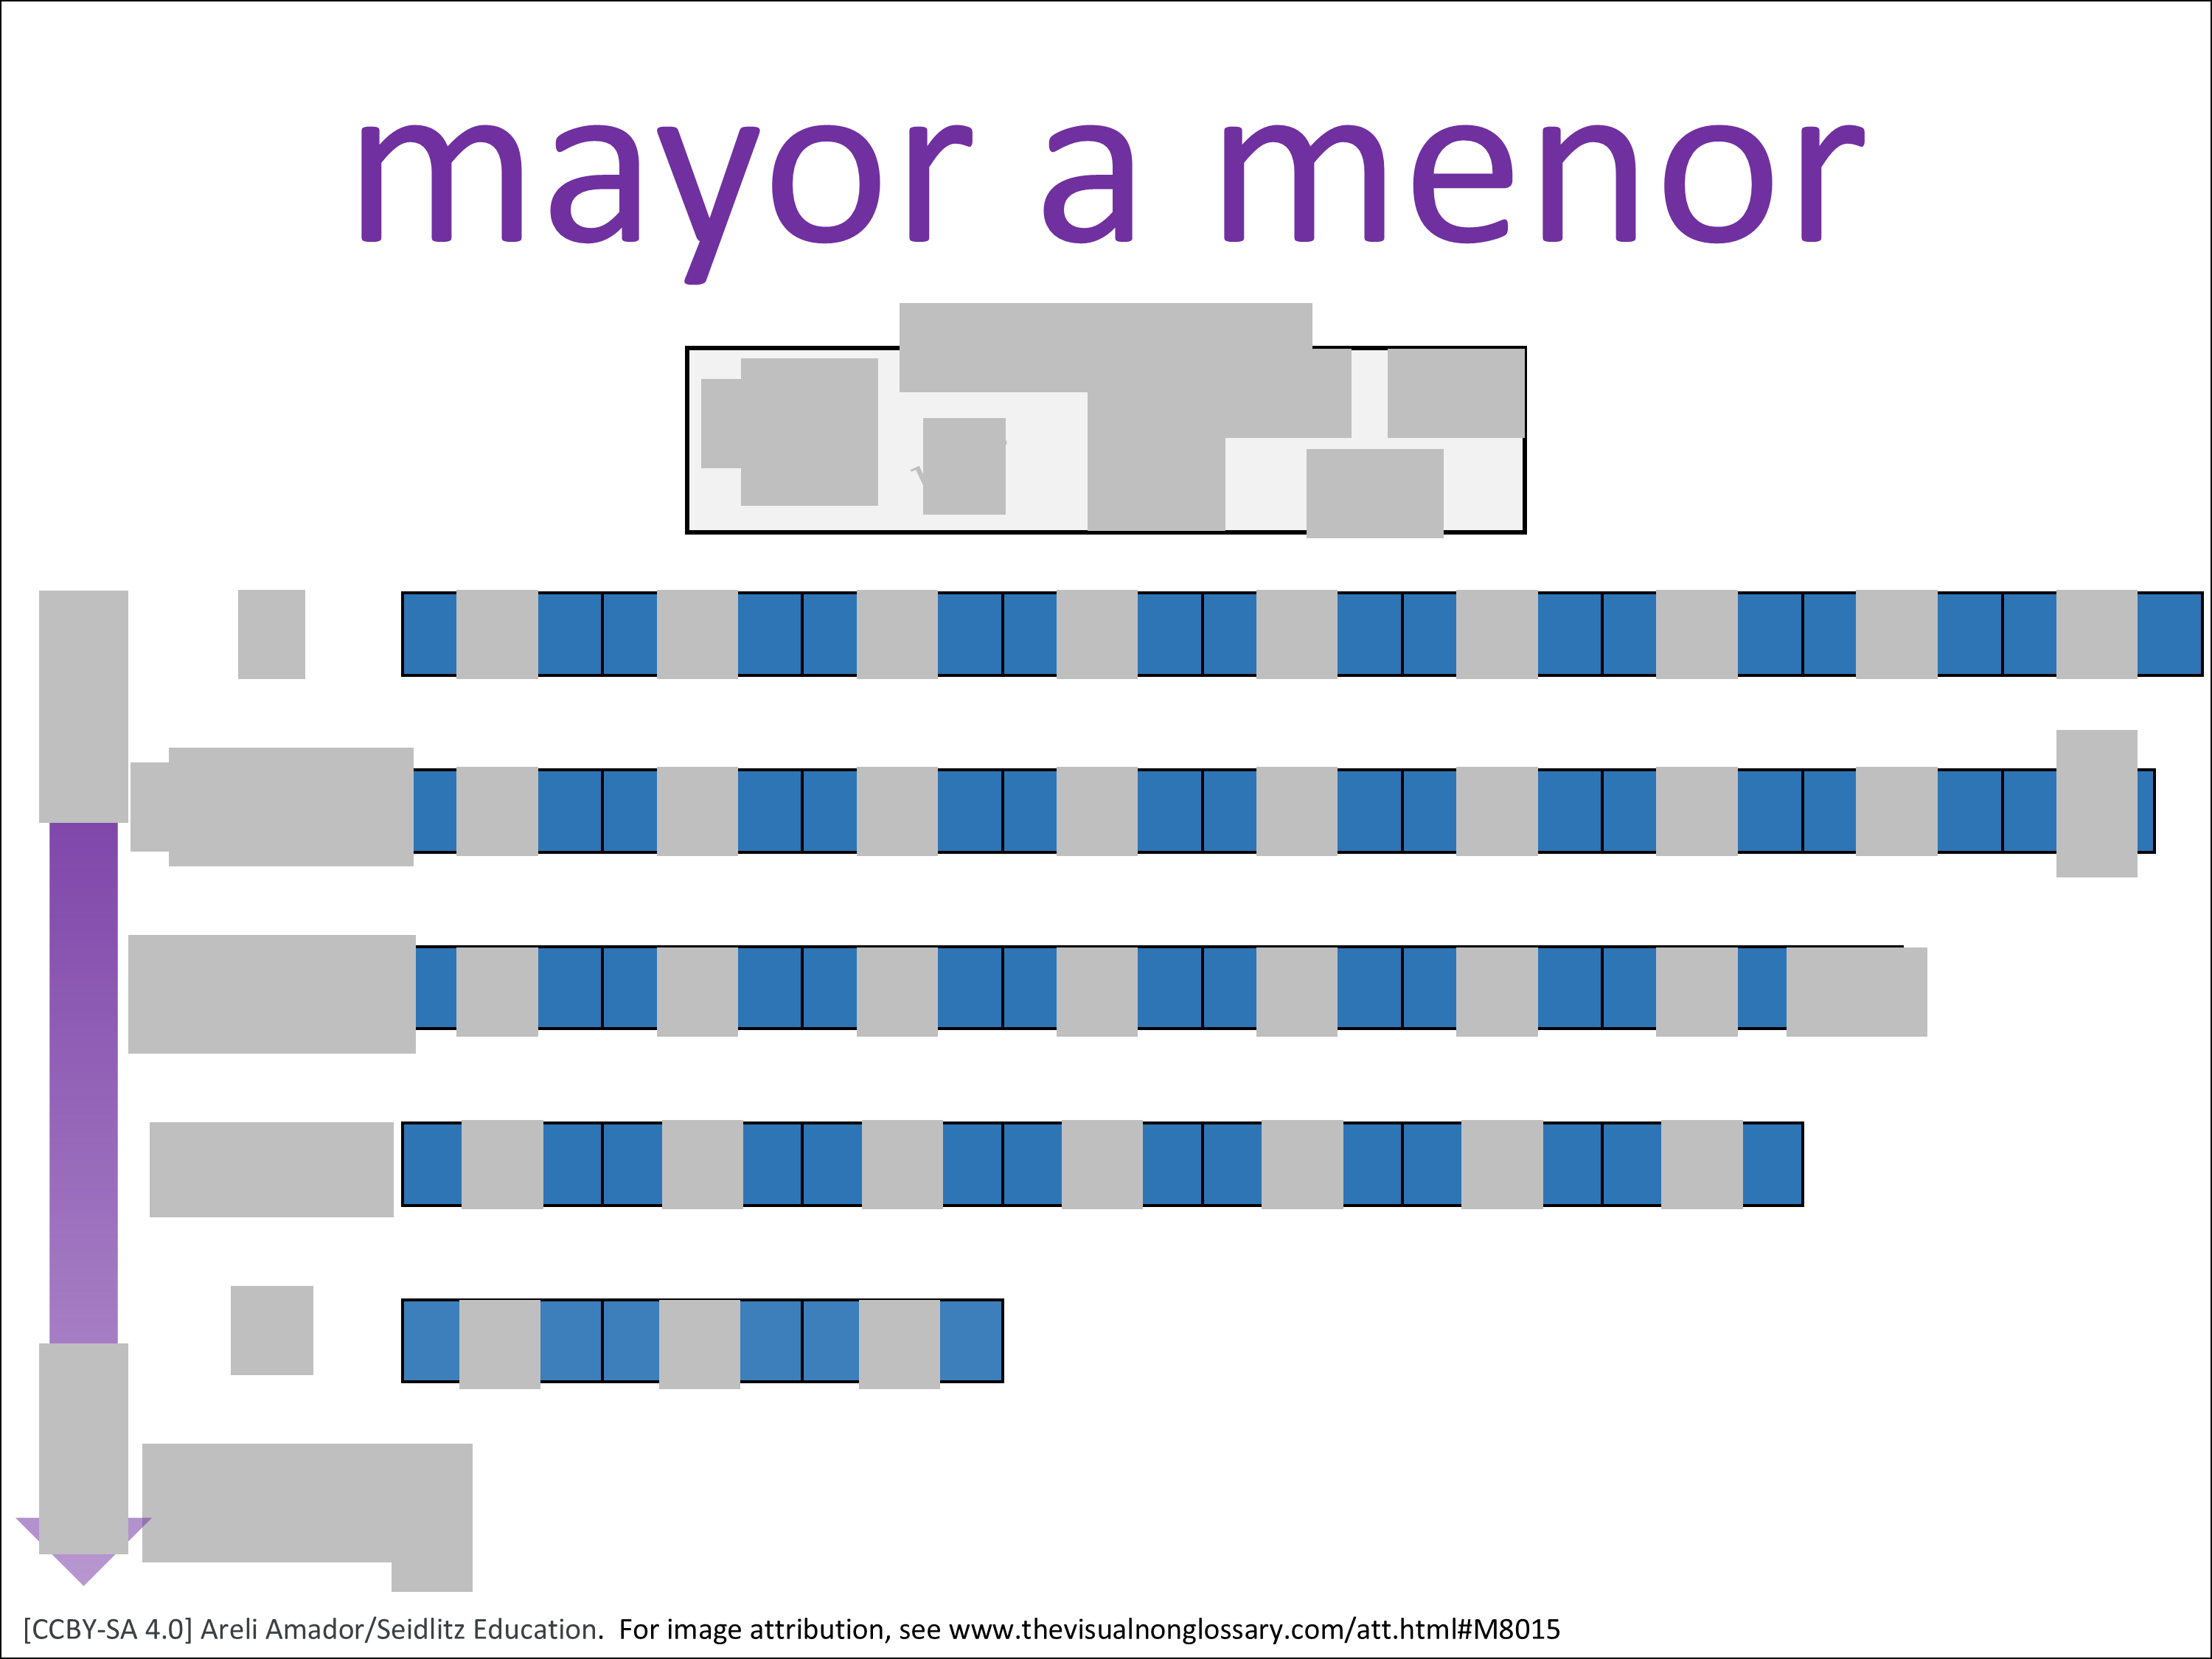 mayor a menor
[CCBY-SA 4.0] Areli Amador/Seidlitz Education.  For image attribution, see www.thevisualnonglossary.com/att.html#M8015